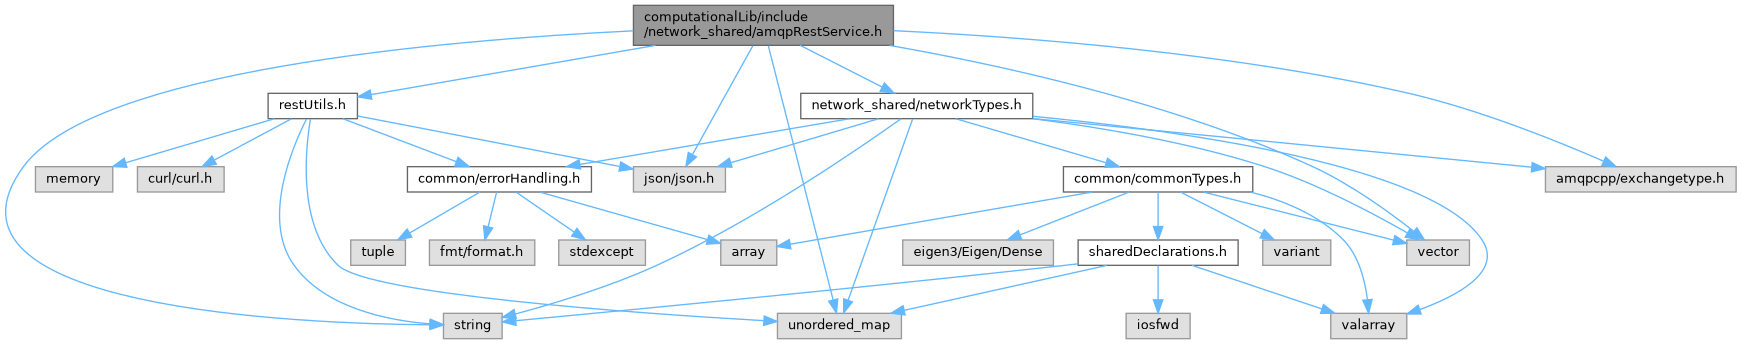 computationalLib/include
/network_shared/amqpRestService.h
restUtils.h
network_shared/networkTypes.h
memory
curl/curl.h
common/errorHandling.h
json/json.h
common/commonTypes.h
amqpcpp/exchangetype.h
tuple
fmt/format.h
stdexcept
array
eigen3/Eigen/Dense
sharedDeclarations.h
variant
vector
string
unordered_map
iosfwd
valarray